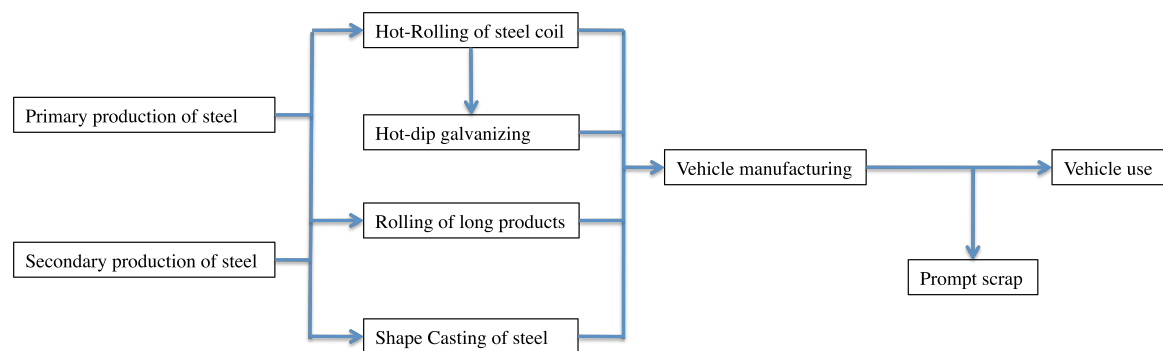 Hot-Rolling of steel coil
Primary production of steel
Hot-dip galvanizing
Vehicle manufacturing
Vehicle use
Rolling of long products
Secondary production of steel
Prompt scrap
Shape Casting of steel